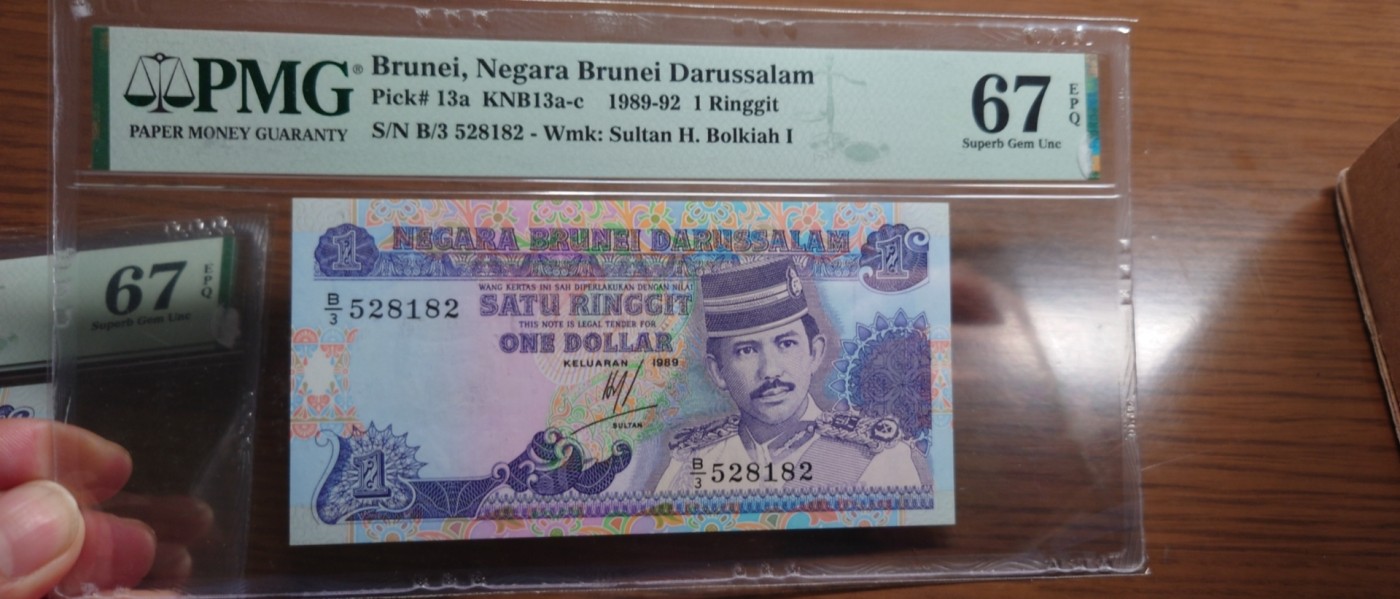 PMG®
PAPER MONEY GUARANTY
Brunei, Negara Brunei Darussalam
Pick# 13a KNB13a-c 1989-92 1 Ringgit
S/N B/3 528182 - Wmk: Sultan H. Bolkiah I
67
EPQ
Superb Gem Unc
67
EPQ
Superb Gem Unc
1
NEGARA BRUNEI DARUSSALAM
1
WANG KERTAS INI SAH DIPERLAKUKAN DENGAN NILAI
B/3 528182
SATU RINGGIT
THIS NOTE IS LEGAL TENDER FOR
ONE DOLLAR
KELUARAN 1989
SULTAN
1
B/3 528182